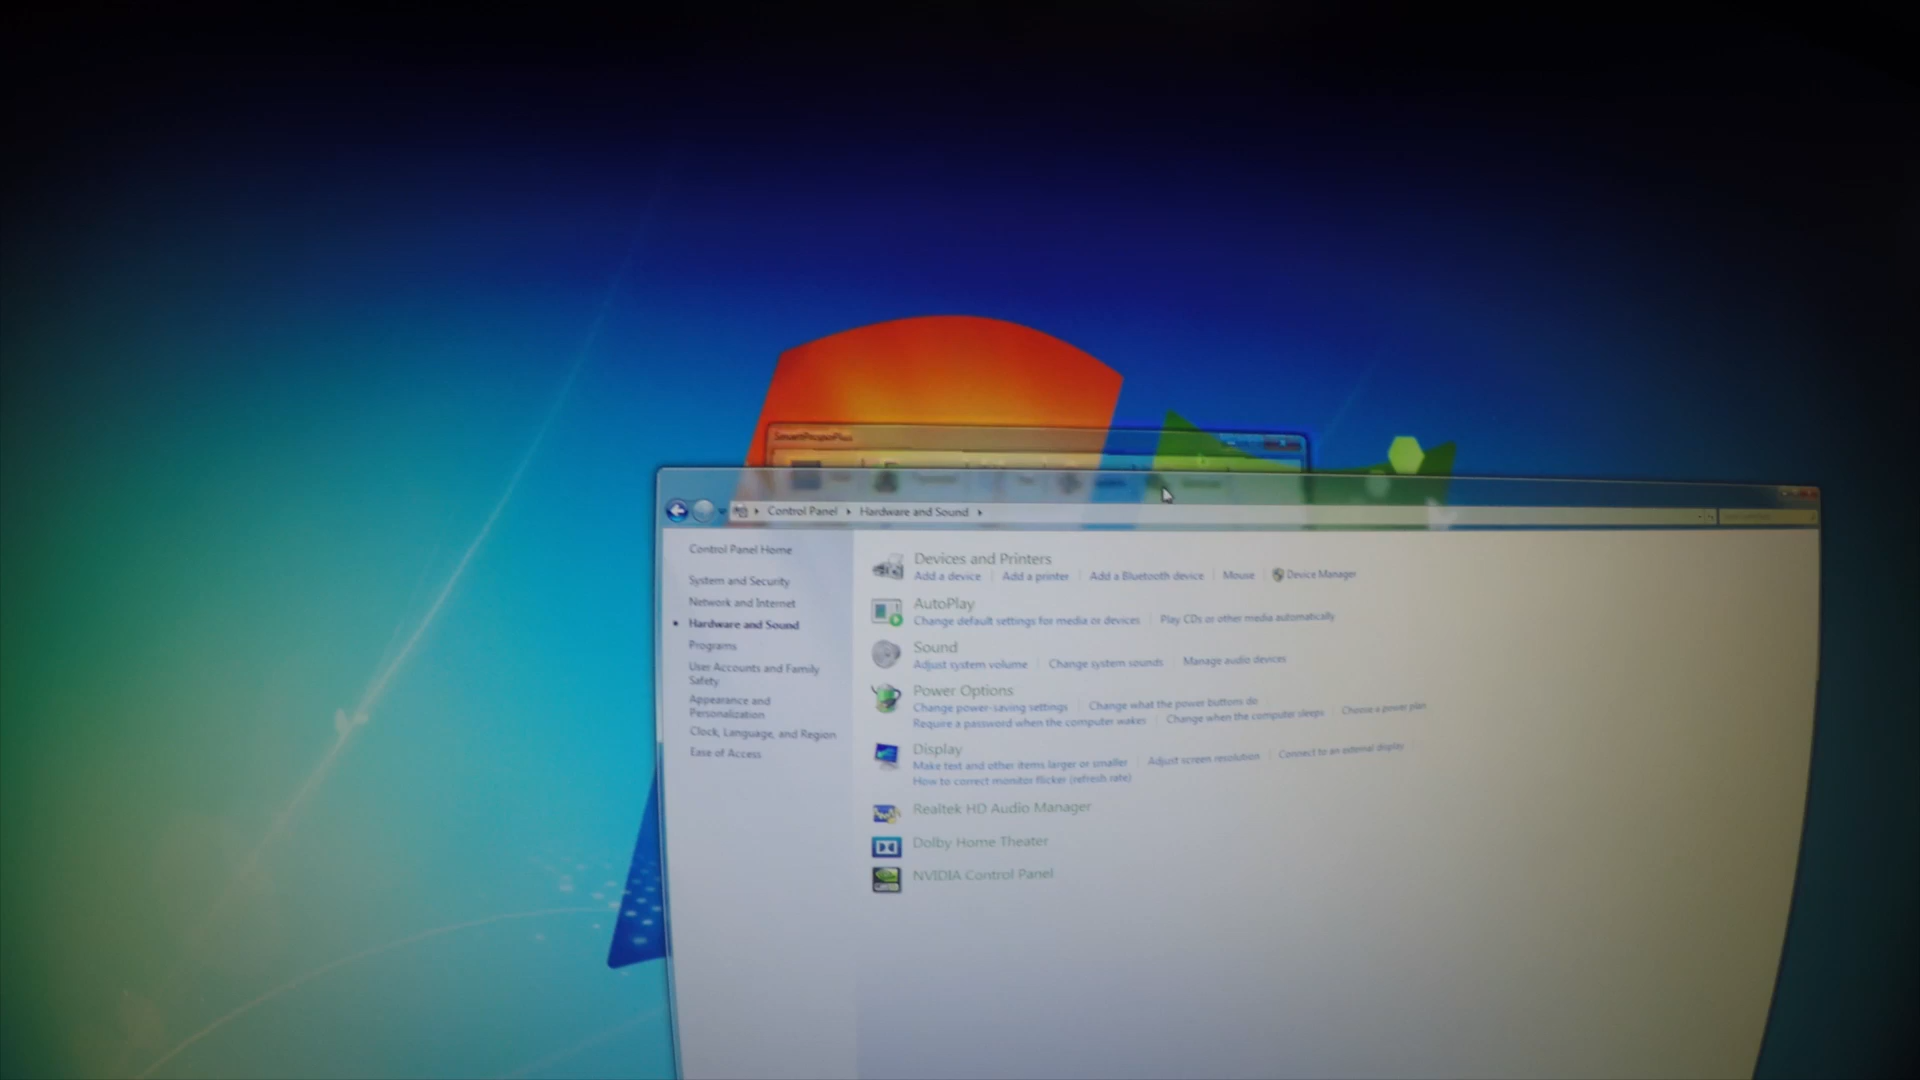 Control Panel Hardware and Sound
Control Panel Home
System and Security
Network and Internet
Hardware and Sound
Programs
User Accounts and Family
Safety
Appearance and
Personalization
Clock, Language, and Region
Ease of Access
Devices and Printers
Add a device Add a printer Add a Bluetooth device Mouse Device Manager
AutoPlay
Change default settings for media or devices Play CDs or other media automatically
Sound
Adjust system volume Change system sounds Manage audio devices
Power Options
Change power-saving settings Change what the power buttons do
Require a password when the computer wakes Change when the computer sleeps Choose a power plan
Display
Make text and other items larger or smaller Adjust screen resolution Connect to an external display
How to correct monitor flicker (refresh rate)
Realtek HD Audio Manager
Dolby Home Theater
NVIDIA Control Panel